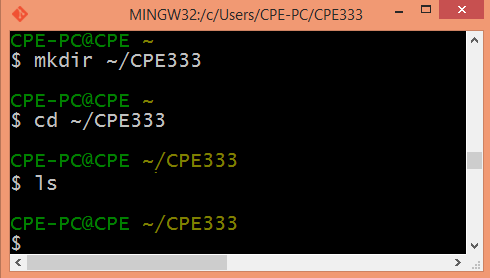 MINGW32:/c/Users/CPE-PC/CPE333
CPE-PC@CPE ~
$ mkdir ~/CPE333
CPE-PC@CPE ~
$ cd ~/CPE333
CPE-PC@CPE ~/CPE333
$ ls
CPE-PC@CPE ~/CPE333
$